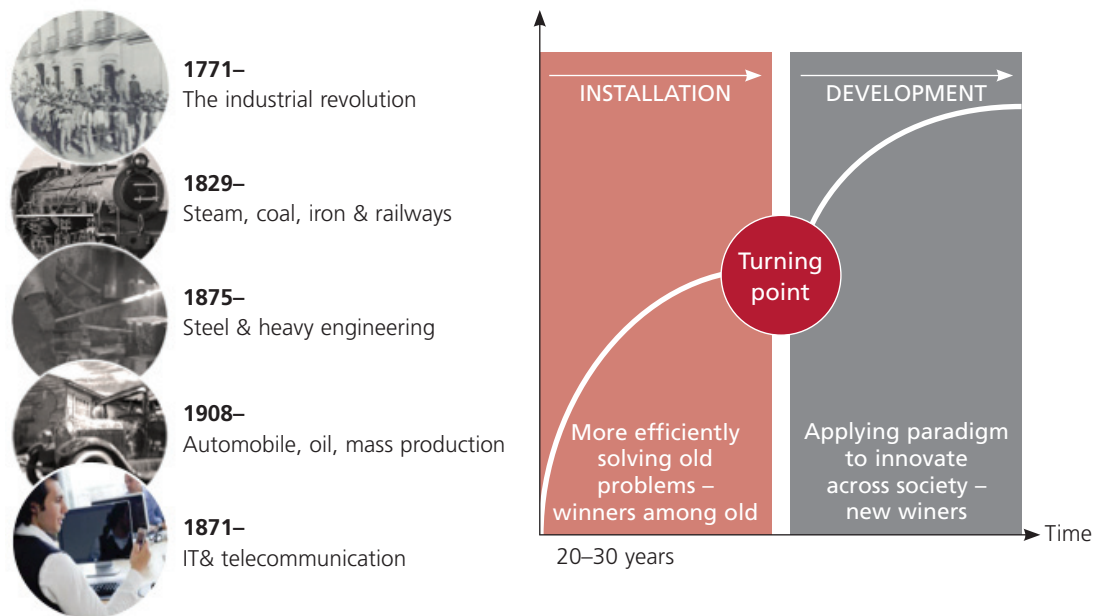 1771–
The industrial revolution
1829–
Steam, coal, iron & railways
1875–
Steel & heavy engineering
1908–
Automobile, oil, mass production
1871–
IT& telecommunication
INSTALLATION
DEVELOPMENT
Turning
point
More efficiently
solving old
problems –
winners among old
Applying paradigm
to innovate
across society –
new winers
Time
20–30 years